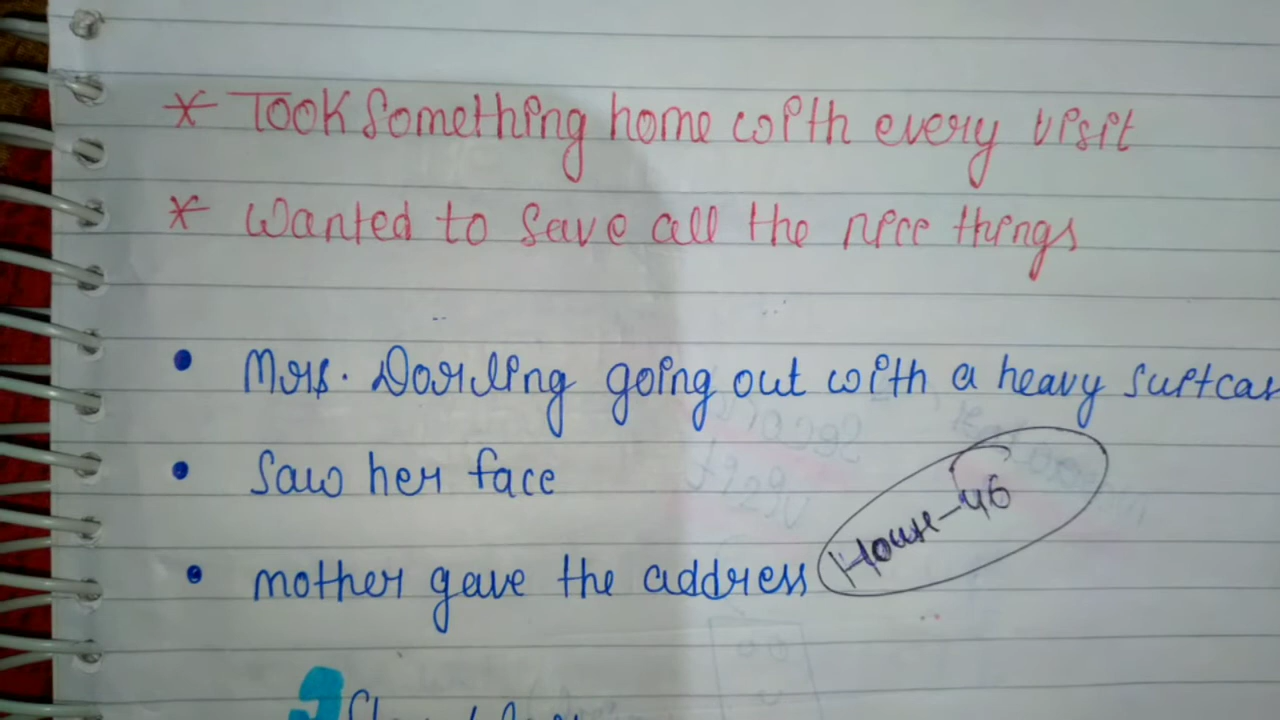 * Took Something home with every visit
* Wanted to Save all the nice things
• Mrs. Dorling going out with a heavy suitcas
• Saw her face
• mother gave the address
House-46